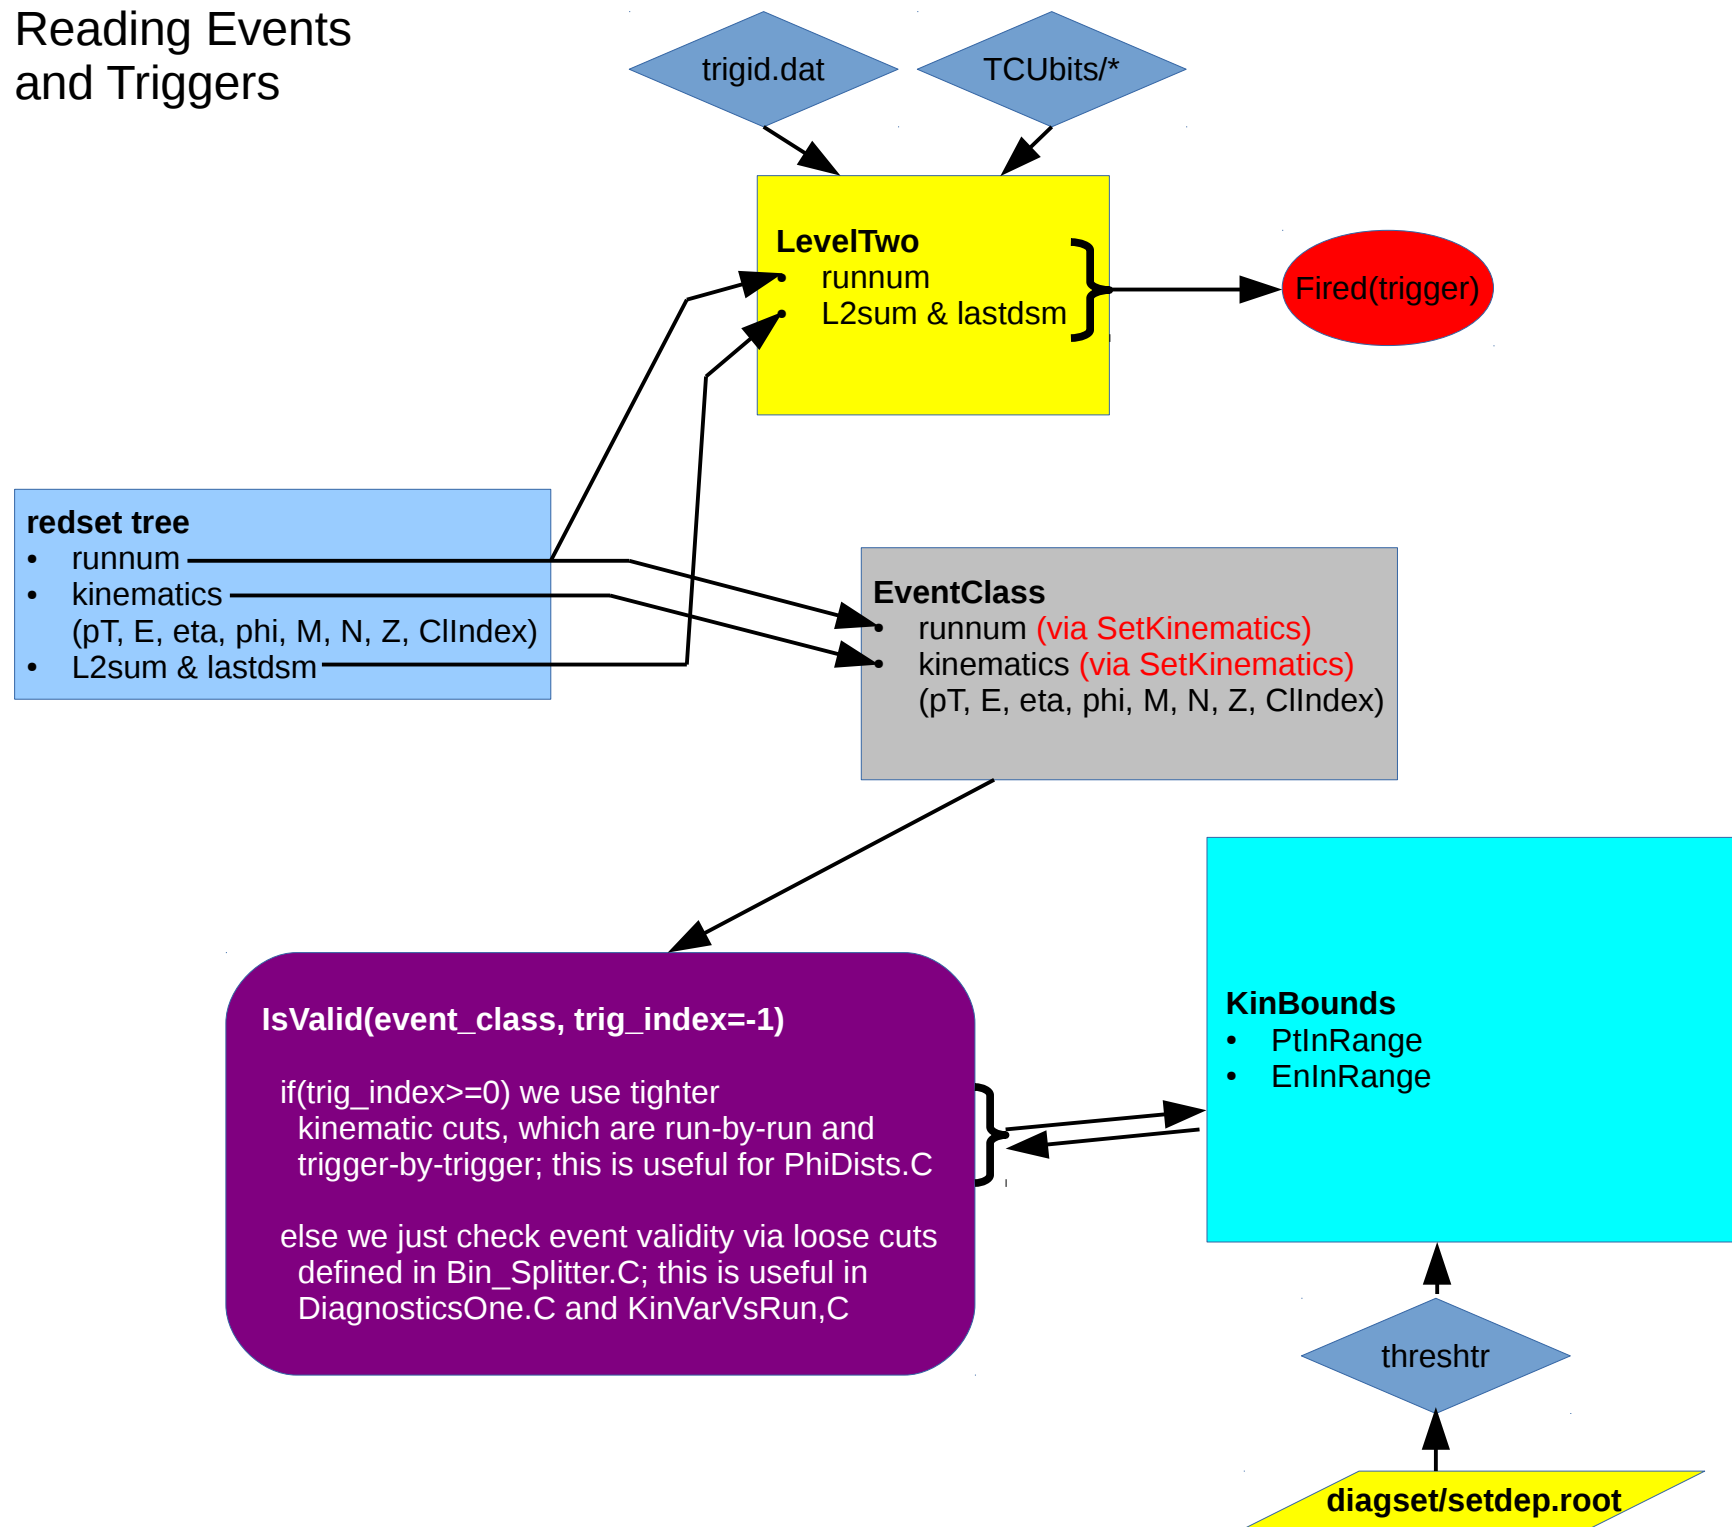 Reading Events
and Triggers
trigid.dat
TCUbits/*
LevelTwo
• runnum
• L2sum & lastdsm
Fired(trigger)
redset tree
• runnum
• kinematics
(pT, E, eta, phi, M, N, Z, ClIndex)
• L2sum & lastdsm
EventClass
• runnum (via SetKinematics)
• kinematics (via SetKinematics)
(pT, E, eta, phi, M, N, Z, ClIndex)
IsValid(event_class, trig_index=-1)
if(trig_index>=0) we use tighter
kinematic cuts, which are run-by-run and
trigger-by-trigger; this is useful for PhiDists.C
else we just check event validity via loose cuts
defined in Bin_Splitter.C; this is useful in
DiagnosticsOne.C and KinVarVsRun,C
KinBounds
• PtInRange
• EnInRange
threshtr
diagset/setdep.root